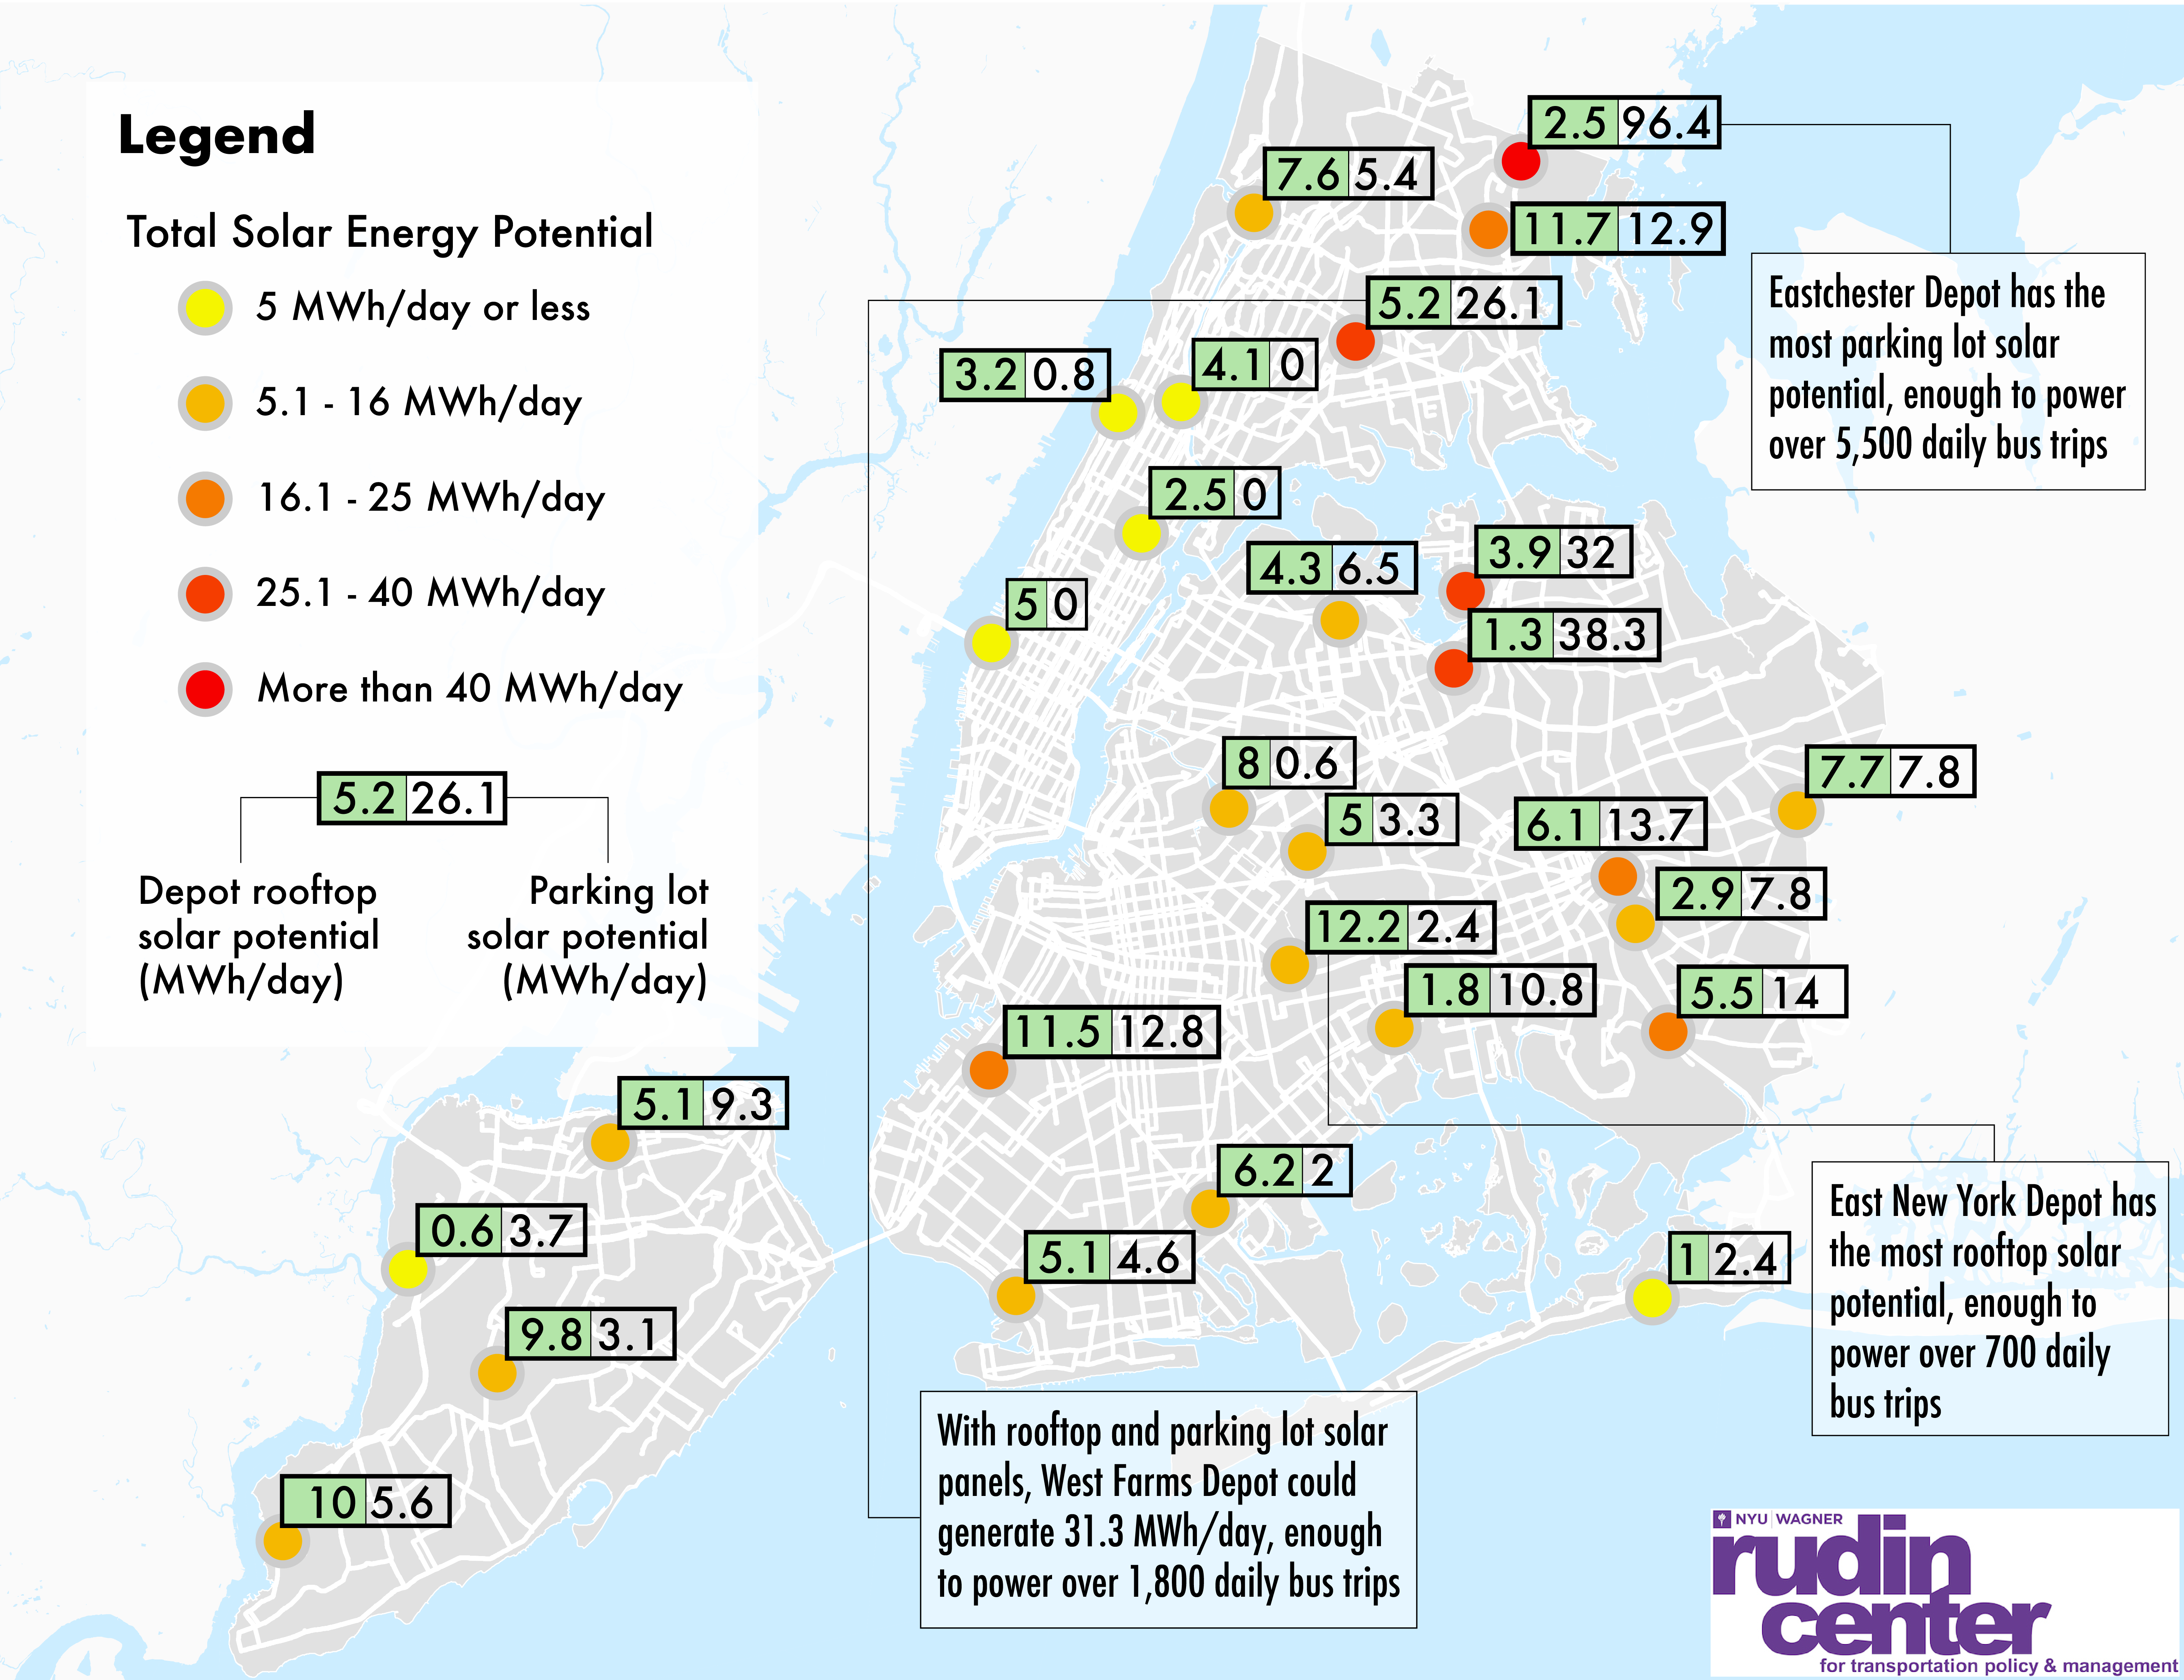 Legend
Total Solar Energy Potential
5 MWh/day or less
5.1 - 16 MWh/day
16.1 - 25 MWh/day
25.1 - 40 MWh/day
More than 40 MWh/day
5.2 26.1
Depot rooftop
solar potential
(MWh/day)
Parking lot
solar potential
(MWh/day)
2.5 96.4
7.6 5.4
11.7 12.9
5.2 26.1
3.2 0.8
4.1 0
2.5 0
3.9 32
4.3 6.5
5 0
1.3 38.3
8 0.6
7.7 7.8
5 3.3
6.1 13.7
2.9 7.8
12.2 2.4
1.8 10.8
5.5 14
11.5 12.8
5.1 9.3
6.2 2
0.6 3.7
5.1 4.6
1 2.4
9.8 3.1
10 5.6
Eastchester Depot has the
most parking lot solar
potential, enough to power
over 5,500 daily bus trips
East New York Depot has
the most rooftop solar
potential, enough to
power over 700 daily
bus trips
With rooftop and parking lot solar
panels, West Farms Depot could
generate 31.3 MWh/day, enough
to power over 1,800 daily bus trips
NYU WAGNER
rudin
center
for transportation policy & management